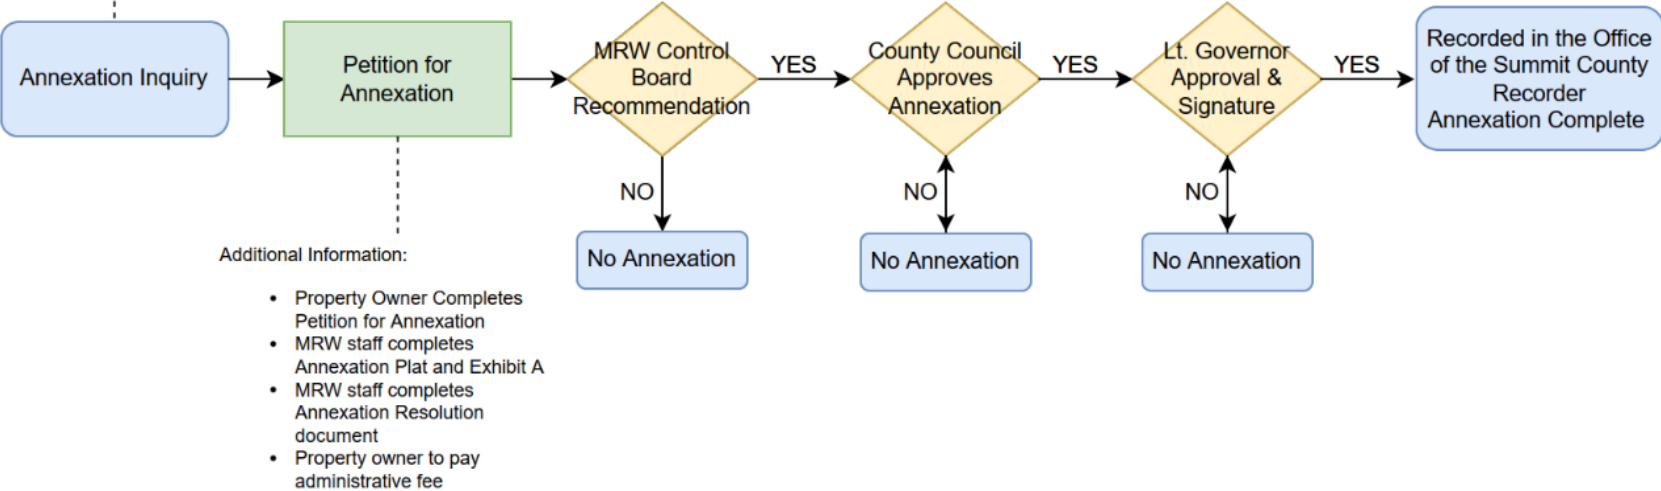 Annexation Inquiry
Petition for
Annexation
MRW Control
Board
Recommendation
YES
County Council
Approves
Annexation
YES
Lt. Governor
Approval &
Signature
YES
Recorded in the Office
of the Summit County
Recorder
Annexation Complete
NO
NO
NO
No Annexation
No Annexation
No Annexation
Additional Information:
• Property Owner Completes
Petition for Annexation
• MRW staff completes
Annexation Plat and Exhibit A
• MRW staff completes
Annexation Resolution
document
• Property owner to pay
administrative fee